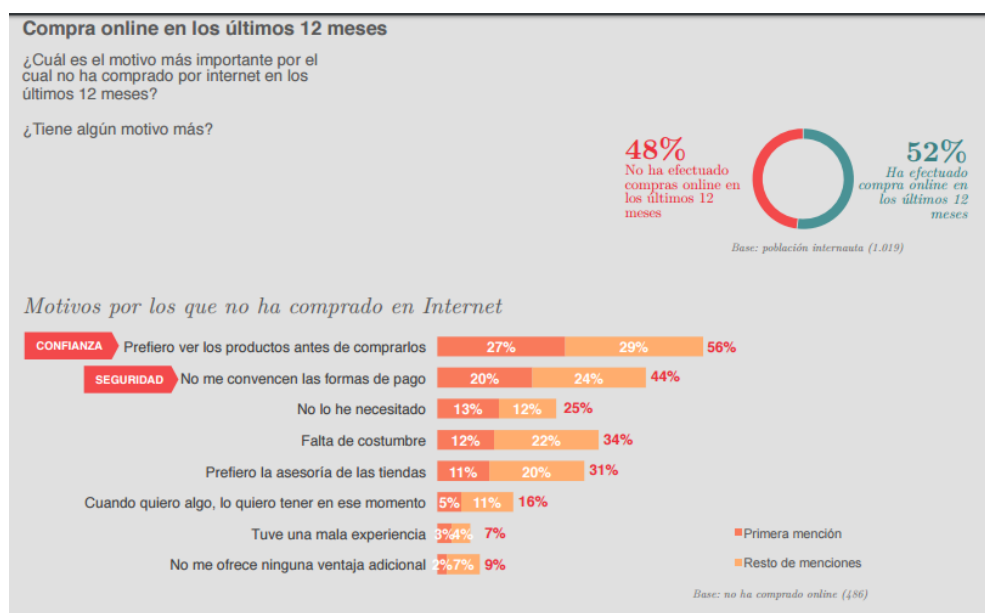 Compra online en los últimos 12 meses
¿Cuál es el motivo más importante por el
cual no ha comprado por internet en los
últimos 12 meses?
¿Tiene algún motivo más?
48%
No ha efectuado
compras online en
los últimos 12
meses
52%
Ha efectuado
compra online en
los últimos 12
meses
Base: población internauta (1.019)
Motivos por los que no ha comprado en Internet
CONFIANZA Prefiero ver los productos antes de comprarlos 27% 29% 56%
SEGURIDAD No me convencen las formas de pago 20% 24% 44%
No lo he necesitado 13% 12% 25%
Falta de costumbre 12% 22% 34%
Prefiero la asesoría de las tiendas 11% 20% 31%
Cuando quiero algo, lo quiero tener en ese momento 5% 11% 16%
Tuve una mala experiencia 3% 4% 7%
No me ofrece ninguna ventaja adicional 2% 7% 9%
Primera mención
Resto de menciones
Base: no ha comprado online (486)